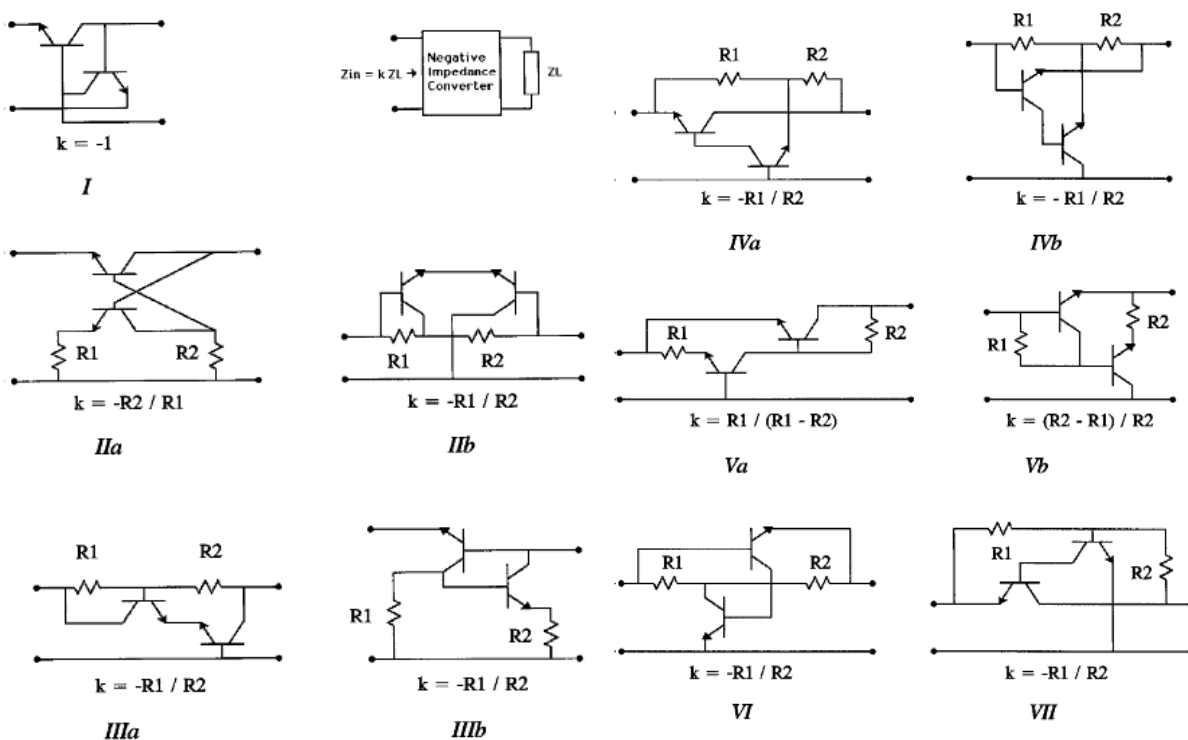 k = -1
I
Zin = k ZL
Negative
Impedance
Converter
ZL
R1
R2
k = -R1 / R2
IVa
R1
R2
k = - R1 / R2
IVb
R1
R2
k = -R2 / R1
IIa
R1
R2
k = -R1 / R2
IIb
R1
R2
k = R1 / (R1 - R2)
Va
R1
R2
k = (R2 - R1) / R2
Vb
R1
R2
k = -R1 / R2
IIIa
R1
R2
k = -R1 / R2
IIIb
R1
R2
k = -R1 / R2
VI
R1
R2
k = -R1 / R2
VII